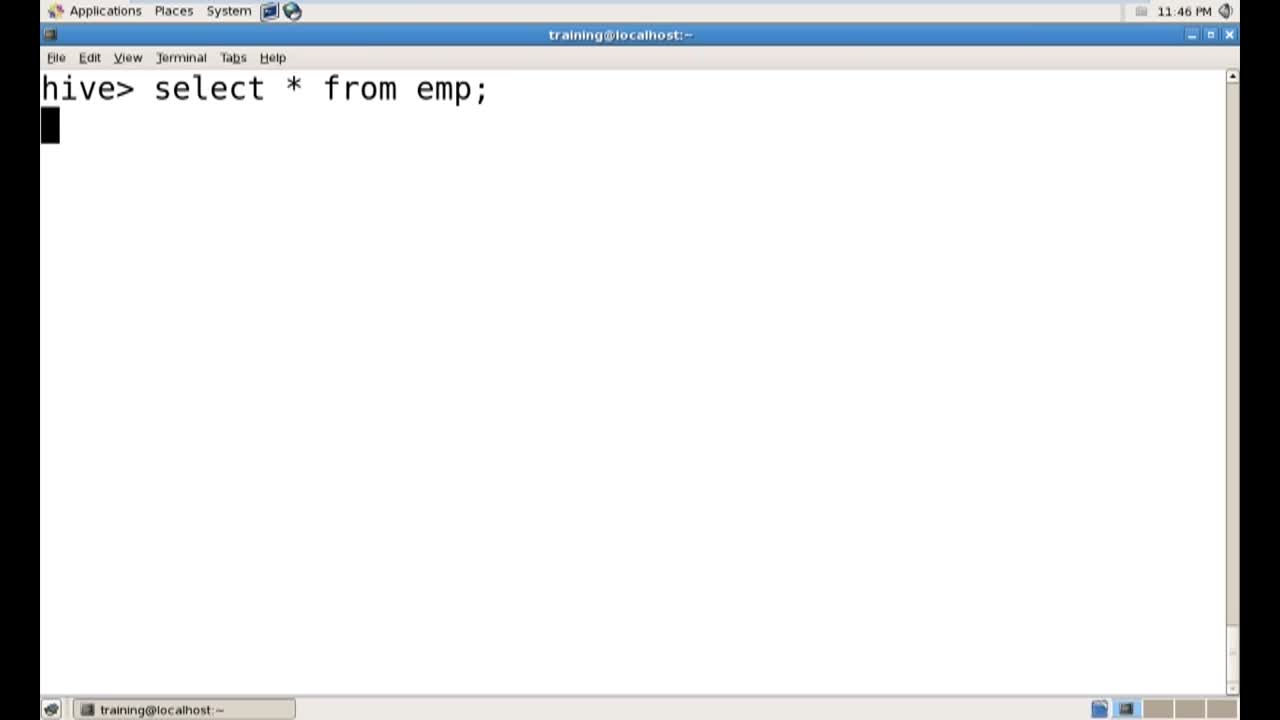 Applications Places System 11:46 PM
training@localhost:~
File Edit View Terminal Tabs Help
hive> select * from emp;
training@localhost:~